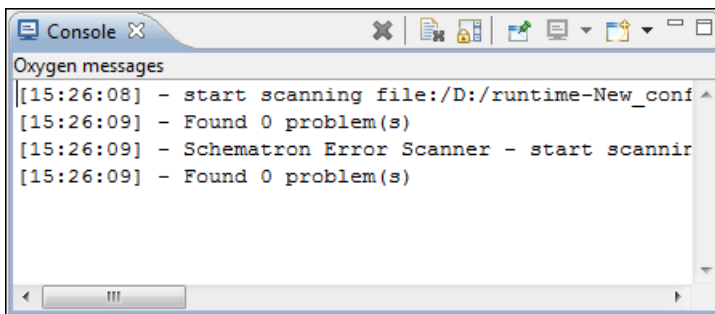 Console
Oxygen messages
[15:26:08] - start scanning file:/D:/runtime-New_conf
[15:26:09] - Found 0 problem(s)
[15:26:09] - Schematron Error Scanner - start scannin
[15:26:09] - Found 0 problem(s)